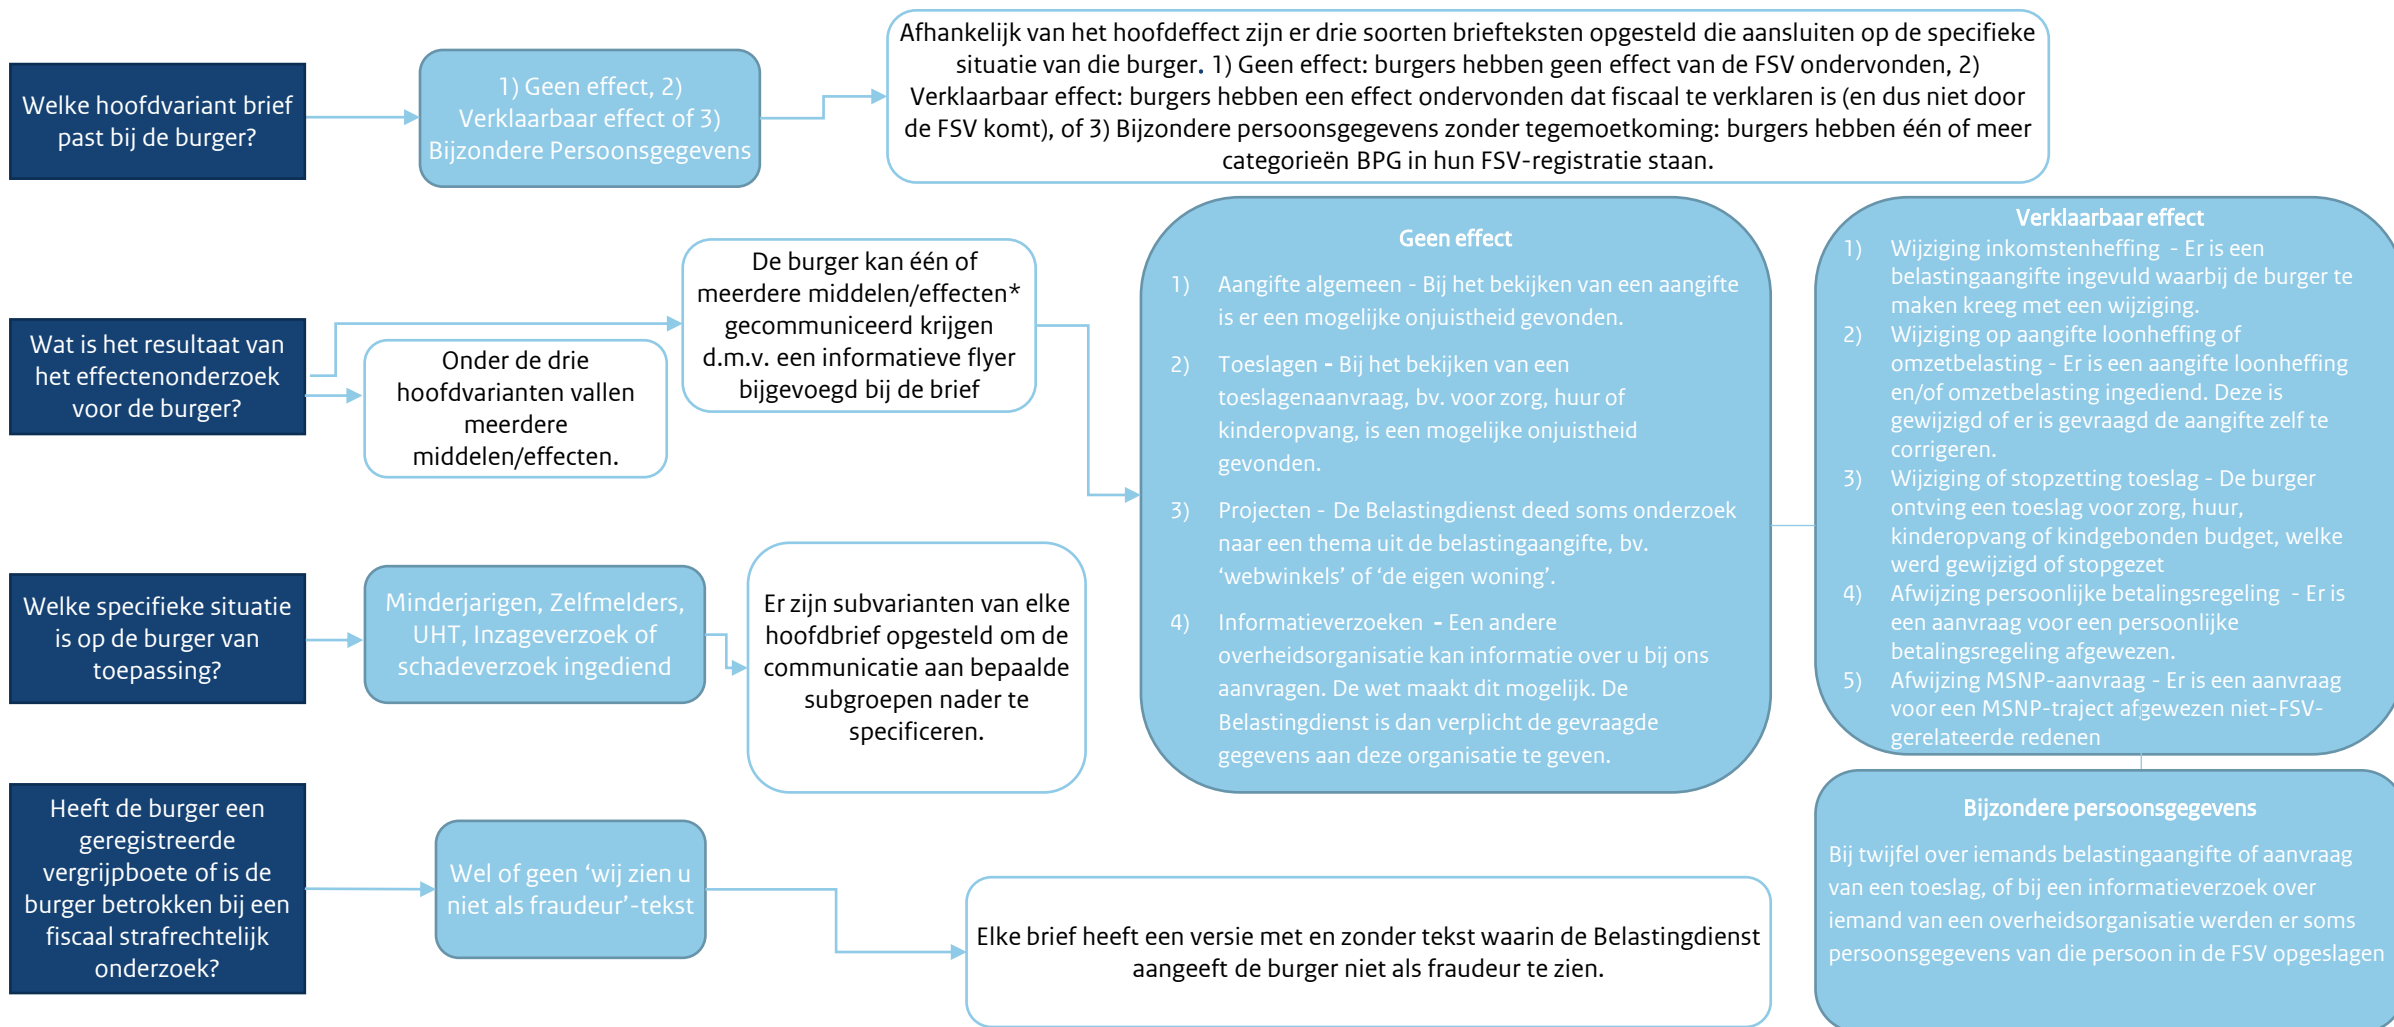 Welke hoofdvariant brief
past bij de burger?
1) Geen effect, 2)
Verklaarbaar effect of 3)
Bijzondere Persoonsgegevens
Afhankelijk van het hoofdeffect zijn er drie soorten briefteksten opgesteld die aansluiten op de specifieke
situatie van die burger. 1) Geen effect: burgers hebben geen effect van de FSV ondervonden, 2)
Verklaarbaar effect: burgers hebben een effect ondervonden dat fiscaal te verklaren is (en dus niet door
de FSV komt), of 3) Bijzondere persoonsgegevens zonder tegemoetkoming: burgers hebben één of meer
categorieën BPG in hun FSV-registratie staan.
Wat is het resultaat van
het effectenonderzoek
voor de burger?
Onder de drie
hoofdvarianten vallen
meerdere
middelen/effecten.
De burger kan één of
meerdere middelen/effecten*
gecommuniceerd krijgen
d.m.v. een informatieve flyer
bijgevoegd bij de brief
Geen effect
1) Aangifte algemeen - Bij het bekijken van een aangifte
is er een mogelijke onjuistheid gevonden.
2) Toeslagen - Bij het bekijken van een
toeslagenaanvraag, bv. voor zorg, huur of
kinderopvang, is een mogelijke onjuistheid
gevonden.
3) Projecten - De Belastingdienst deed soms onderzoek
naar een thema uit de belastingaangifte, bv.
‘webwinkels’ of ‘de eigen woning’.
4) Informatieverzoeken - Een andere
overheidsorganisatie kan informatie over u bij ons
aanvragen. De wet maakt dit mogelijk. De
Belastingdienst is dan verplicht de gevraagde
gegevens aan deze organisatie te geven.
Verklaarbaar effect
1) Wijziging inkomstenheffing - Er is een
belastingaangifte ingevuld waarbij de burger te
maken kreeg met een wijziging.
2) Wijziging op aangifte loonheffing of
omzetbelasting - Er is een aangifte loonheffing
en/of omzetbelasting ingediend. Deze is
gewijzigd of er is gevraagd de aangifte zelf te
corrigeren.
3) Wijziging of stopzetting toeslag - De burger
ontving een toeslag voor zorg, huur,
kinderopvang of kindgebonden budget, welke
werd gewijzigd of stopgezet
4) Afwijzing persoonlijke betalingsregeling - Er is
een aanvraag voor een persoonlijke
betalingsregeling afgewezen.
5) Afwijzing MSNP-aanvraag - Er is een aanvraag
voor een MSNP-traject afgewezen niet-FSV-
gerelateerde redenen
Welke specifieke situatie
is op de burger van
toepassing?
Minderjarigen, Zelfmelders,
UHT, Inzageverzoek of
schadeverzoek ingediend
Er zijn subvarianten van elke
hoofdbrief opgesteld om de
communicatie aan bepaalde
subgroepen nader te
specificeren.
Heeft de burger een
geregistreerde
vergrijpboete of is de
burger betrokken bij een
fiscaal strafrechtelijk
onderzoek?
Wel of geen ‘wij zien u
niet als fraudeur’-tekst
Elke brief heeft een versie met en zonder tekst waarin de Belastingdienst
aangeeft de burger niet als fraudeur te zien.
Bijzondere persoonsgegevens
Bij twijfel over iemands belastingaangifte of aanvraag
van een toeslag, of bij een informatieverzoek over
iemand van een overheidsorganisatie werden er soms
persoonsgegevens van die persoon in de FSV opgeslagen